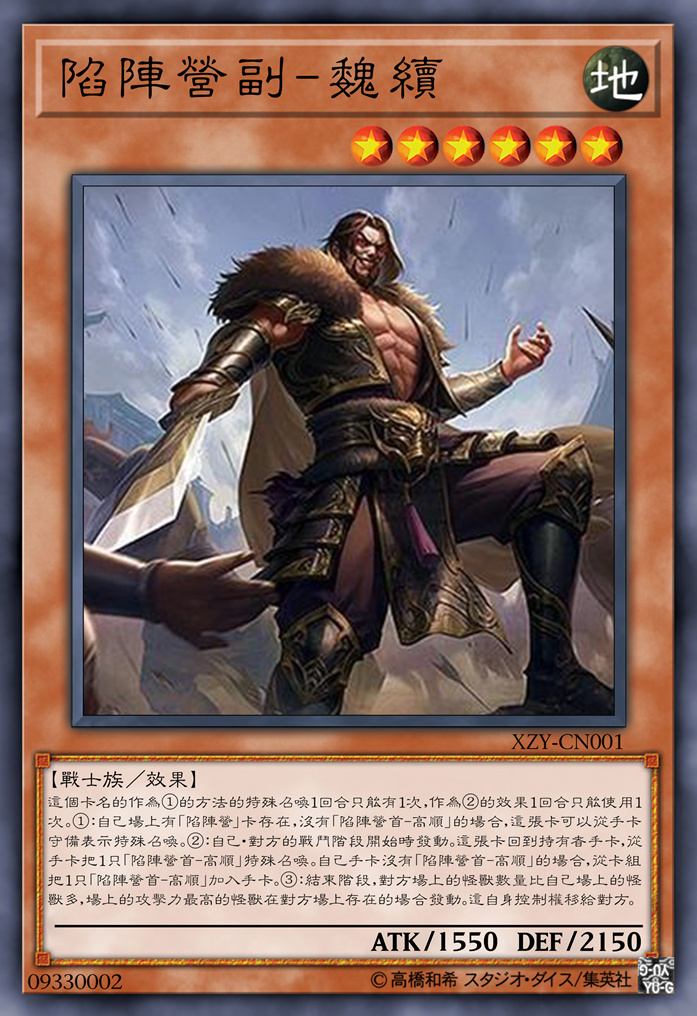 陷陣營副-魏續
地
XZY-CN001
【戰士族／效果】
這個卡名的作為①的方法的特殊召喚1回合只能有1次,作為②的效果1回合只能使用1
次。①:自己場上有「陷陣營」卡存在,沒有「陷陣營首-高順」的場合,這張卡可以從手卡
守備表示特殊召喚。②:自己·對方的戰鬥階段開始時發動。這張卡回到持有者手卡,從
手卡把1只「陷陣營首-高順」特殊召喚。自己手卡沒有「陷陣營首-高順」的場合,從卡組
把1只「陷陣營首-高順」加入手卡。③:結束階段,對方場上的怪獸數量比自己場上的怪
獸多,場上的攻擊力最高的怪獸在對方場上存在的場合發動。這自身控制權移給對方。
ATK/1550 DEF/2150
09330002
©高橋和希 スタジオ・ダイス/集英社
YU-G